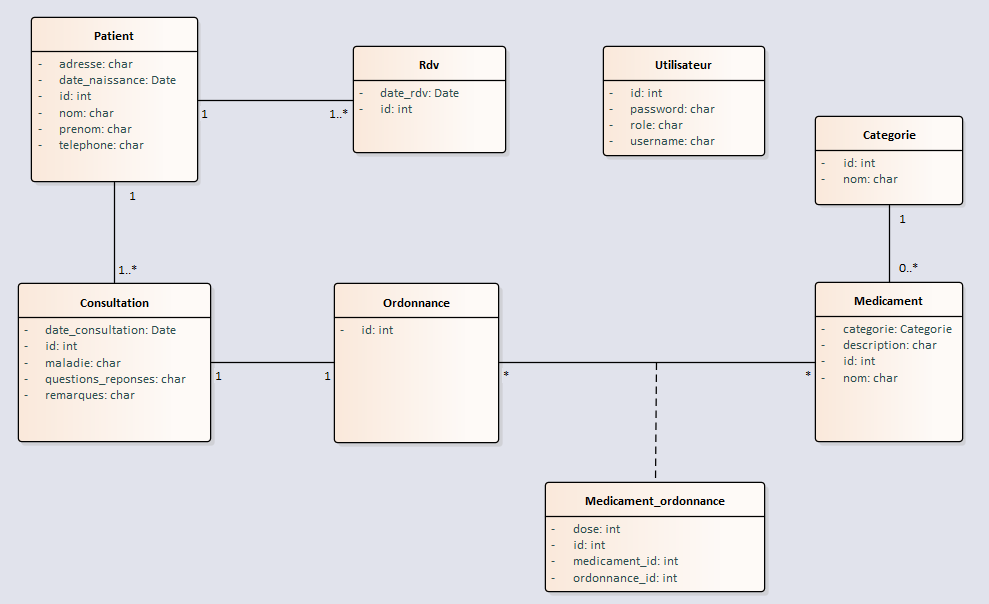 Patient
- adresse: char
- date_naissance: Date
- id: int
- nom: char
- prenom: char
- telephone: char
1
1..*
Rdv
- date_rdv: Date
- id: int
Utilisateur
- id: int
- password: char
- role: char
- username: char
Categorie
- id: int
- nom: char
1
0..*
1
1..*
Consultation
- date_consultation: Date
- id: int
- maladie: char
- questions_reponses: char
- remarques: char
1
1
Ordonnance
- id: int
*
*
Medicament
- categorie: Categorie
- description: char
- id: int
- nom: char
Medicament_ordonnance
- dose: int
- id: int
- medicament_id: int
- ordonnance_id: int